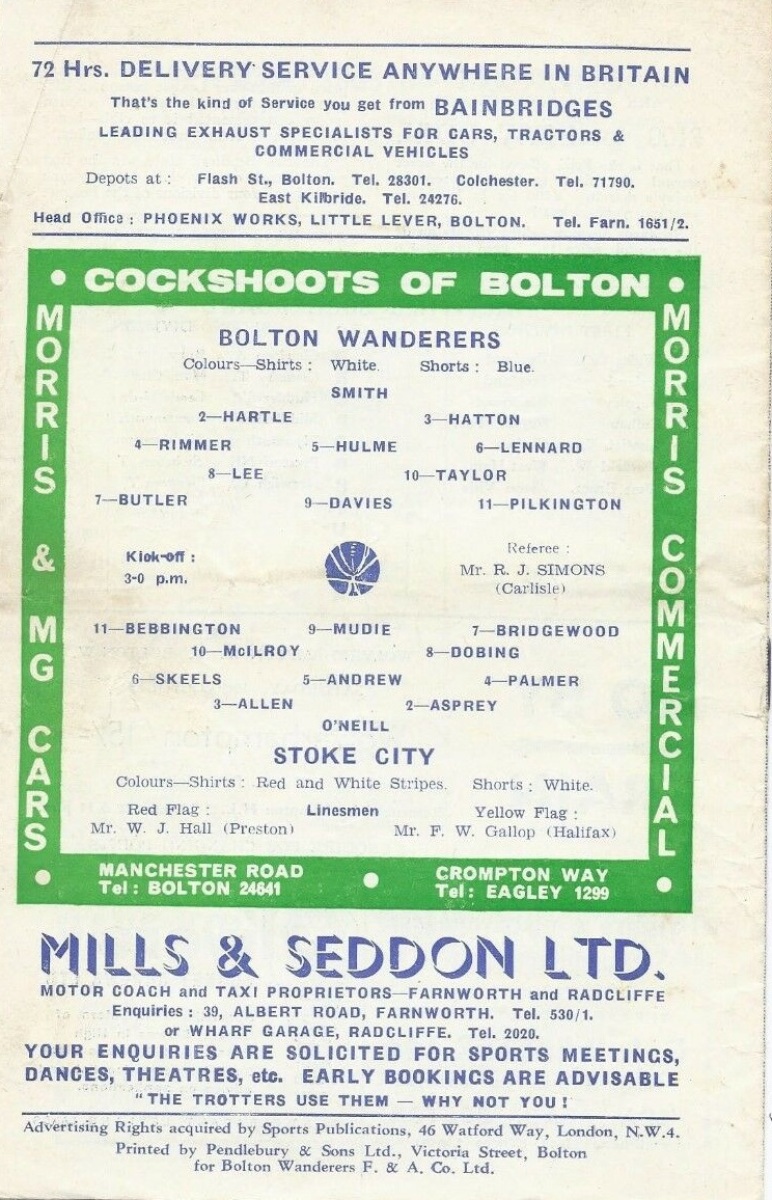 72 Hrs. DELIVERY SERVICE ANYWHERE IN BRITAIN
That's the kind of Service you get from BAINBRIDGES
LEADING EXHAUST SPECIALISTS FOR CARS, TRACTORS &
COMMERCIAL VEHICLES
Depots at : Flash St., Bolton. Tel. 28301. Colchester. Tel. 71790.
East Kilbride. Tel. 24276.
Head Office : PHOENIX WORKS, LITTLE LEVER, BOLTON. Tel. Farn. 1651/2.
• COCKSHOOTS OF BOLTON •
MORRIS & MG CARS
MORRIS COMMERCIAL
BOLTON WANDERERS
Colours—Shirts : White. Shorts : Blue.
SMITH
2—HARTLE 3—HATTON
4—RIMMER 5—HULME 6—LENNARD
8—LEE 10—TAYLOR
7—BUTLER 9—DAVIES 11—PILKINGTON
Kick-off :
3-0 p.m.
Referee :
Mr. R. J. SIMONS
(Carlisle)
11—BEBBINGTON 9—MUDIE 7—BRIDGEWOOD
10—McILROY 8—DOBING
6—SKEELS 5—ANDREW 4—PALMER
3—ALLEN 2—ASPREY
O'NEILL
STOKE CITY
Colours—Shirts : Red and White Stripes. Shorts : White.
Red Flag : Linesmen Yellow Flag :
Mr. W. J. Hall (Preston) Mr. F. W. Gallop (Halifax)
MANCHESTER ROAD • CROMPTON WAY
Tel : BOLTON 24641 Tel : EAGLEY 1299
MILLS & SEDDON LTD.
MOTOR COACH and TAXI PROPRIETORS—FARNWORTH and RADCLIFFE
Enquiries : 39, ALBERT ROAD, FARNWORTH. Tel. 530/1.
or WHARF GARAGE, RADCLIFFE. Tel. 2020.
YOUR ENQUIRIES ARE SOLICITED FOR SPORTS MEETINGS,
DANCES, THEATRES, etc. EARLY BOOKINGS ARE ADVISABLE
"THE TROTTERS USE THEM — WHY NOT YOU !
Advertising Rights acquired by Sports Publications, 46 Watford Way, London, N.W.4.
Printed by Pendlebury & Sons Ltd., Victoria Street, Bolton
for Bolton Wanderers F. & A. Co. Ltd.